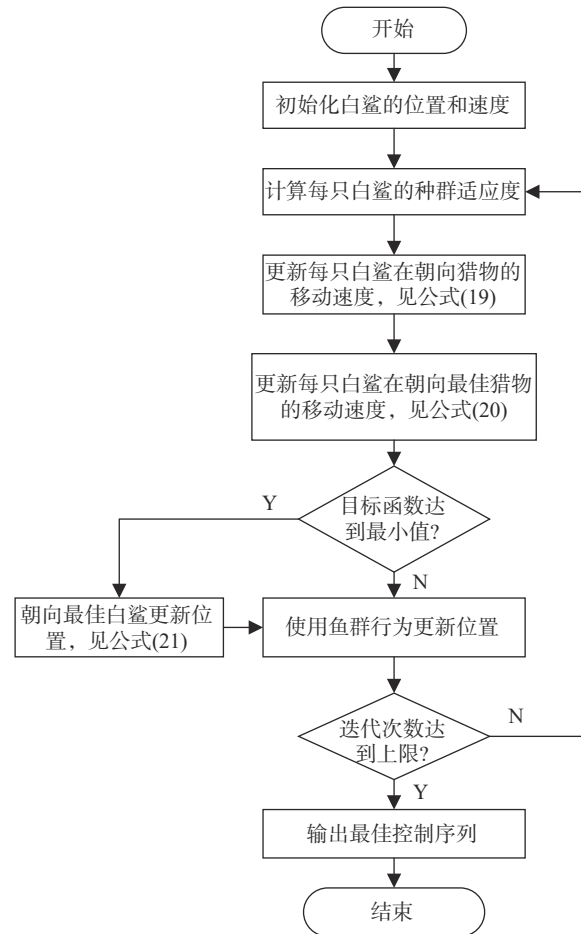 开始
初始化白鲨的位置和速度
计算每只白鲨的种群适应度
更新每只白鲨在朝向猎物的
移动速度，见公式(19)
更新每只白鲨在朝向最佳猎物
的移动速度，见公式(20)
Y
目标函数达
到最小值?
N
朝向最佳白鲨更新位
置，见公式(21)
使用鱼群行为更新位置
迭代次数达
到上限?
N
Y
输出最佳控制序列
结束